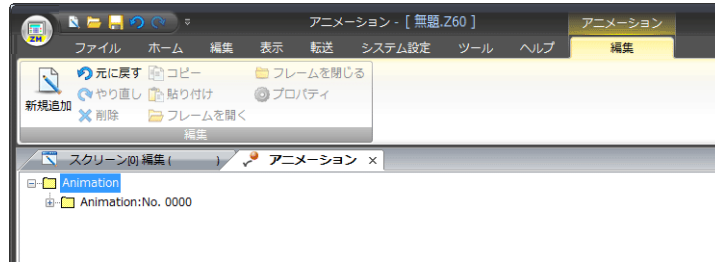 アニメーション - [ 無題.Z60 ]
アニメーション
ZM
ファイル ホーム 編集 表示 転送 システム設定 ツール ヘルプ 編集
新規追加
元に戻す コピー フレームを閉じる
やり直し 貼り付け プロパティ
削除 フレームを開く
編集
スクリーン[0] 編集 ( ) アニメーション ×
Animation
Animation:No. 0000